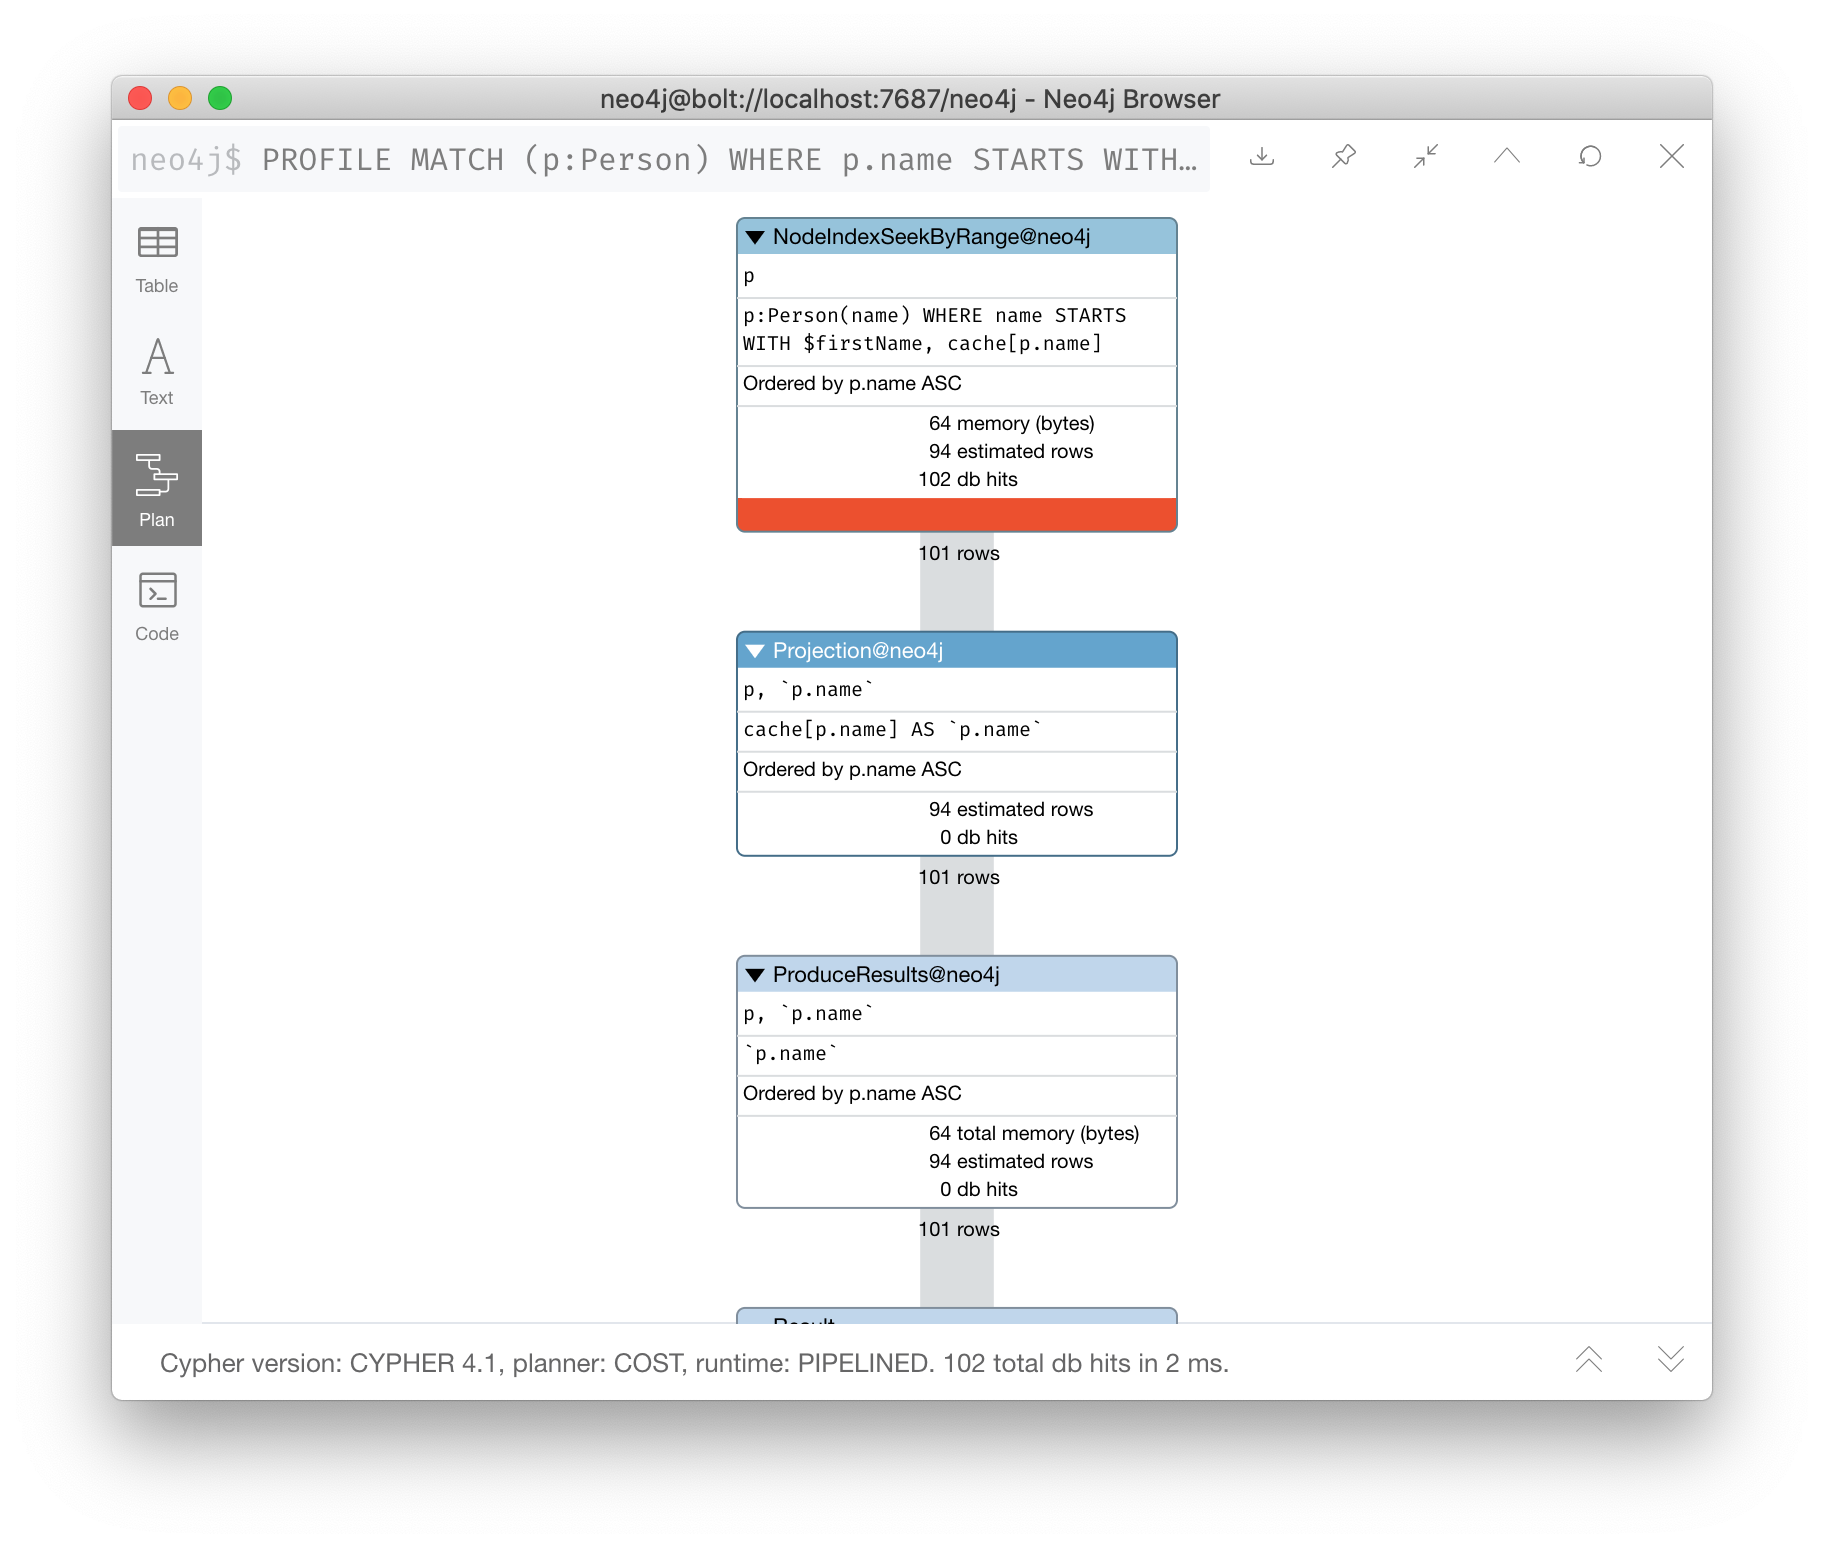 neo4j@bolt://localhost:7687/neo4j - Neo4j Browser
neo4j$ PROFILE MATCH (p:Person) WHERE p.name STARTS WITH…
Table
Text
Plan
Code
NodeIndexSeekByRange@neo4j
p
p:Person(name) WHERE name STARTS
WITH $firstName, cache[p.name]
Ordered by p.name ASC
64 memory (bytes)
94 estimated rows
102 db hits
101 rows
Projection@neo4j
p, `p.name`
cache[p.name] AS `p.name`
Ordered by p.name ASC
94 estimated rows
0 db hits
101 rows
ProduceResults@neo4j
p, `p.name`
`p.name`
Ordered by p.name ASC
64 total memory (bytes)
94 estimated rows
0 db hits
101 rows
Result
Cypher version: CYPHER 4.1, planner: COST, runtime: PIPELINED. 102 total db hits in 2 ms.